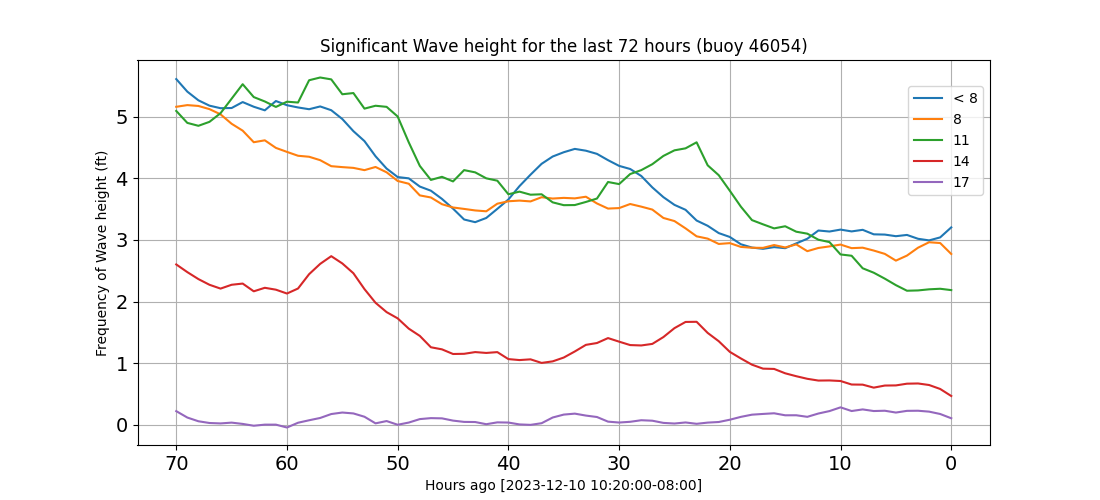 Significant Wave height for the last 72 hours (buoy 46054)
Frequency of Wave height (ft)
5
4
3
2
1
0
< 8
8
11
14
17
70 60 50 40 30 20 10 0
Hours ago [2023-12-10 10:20:00-08:00]